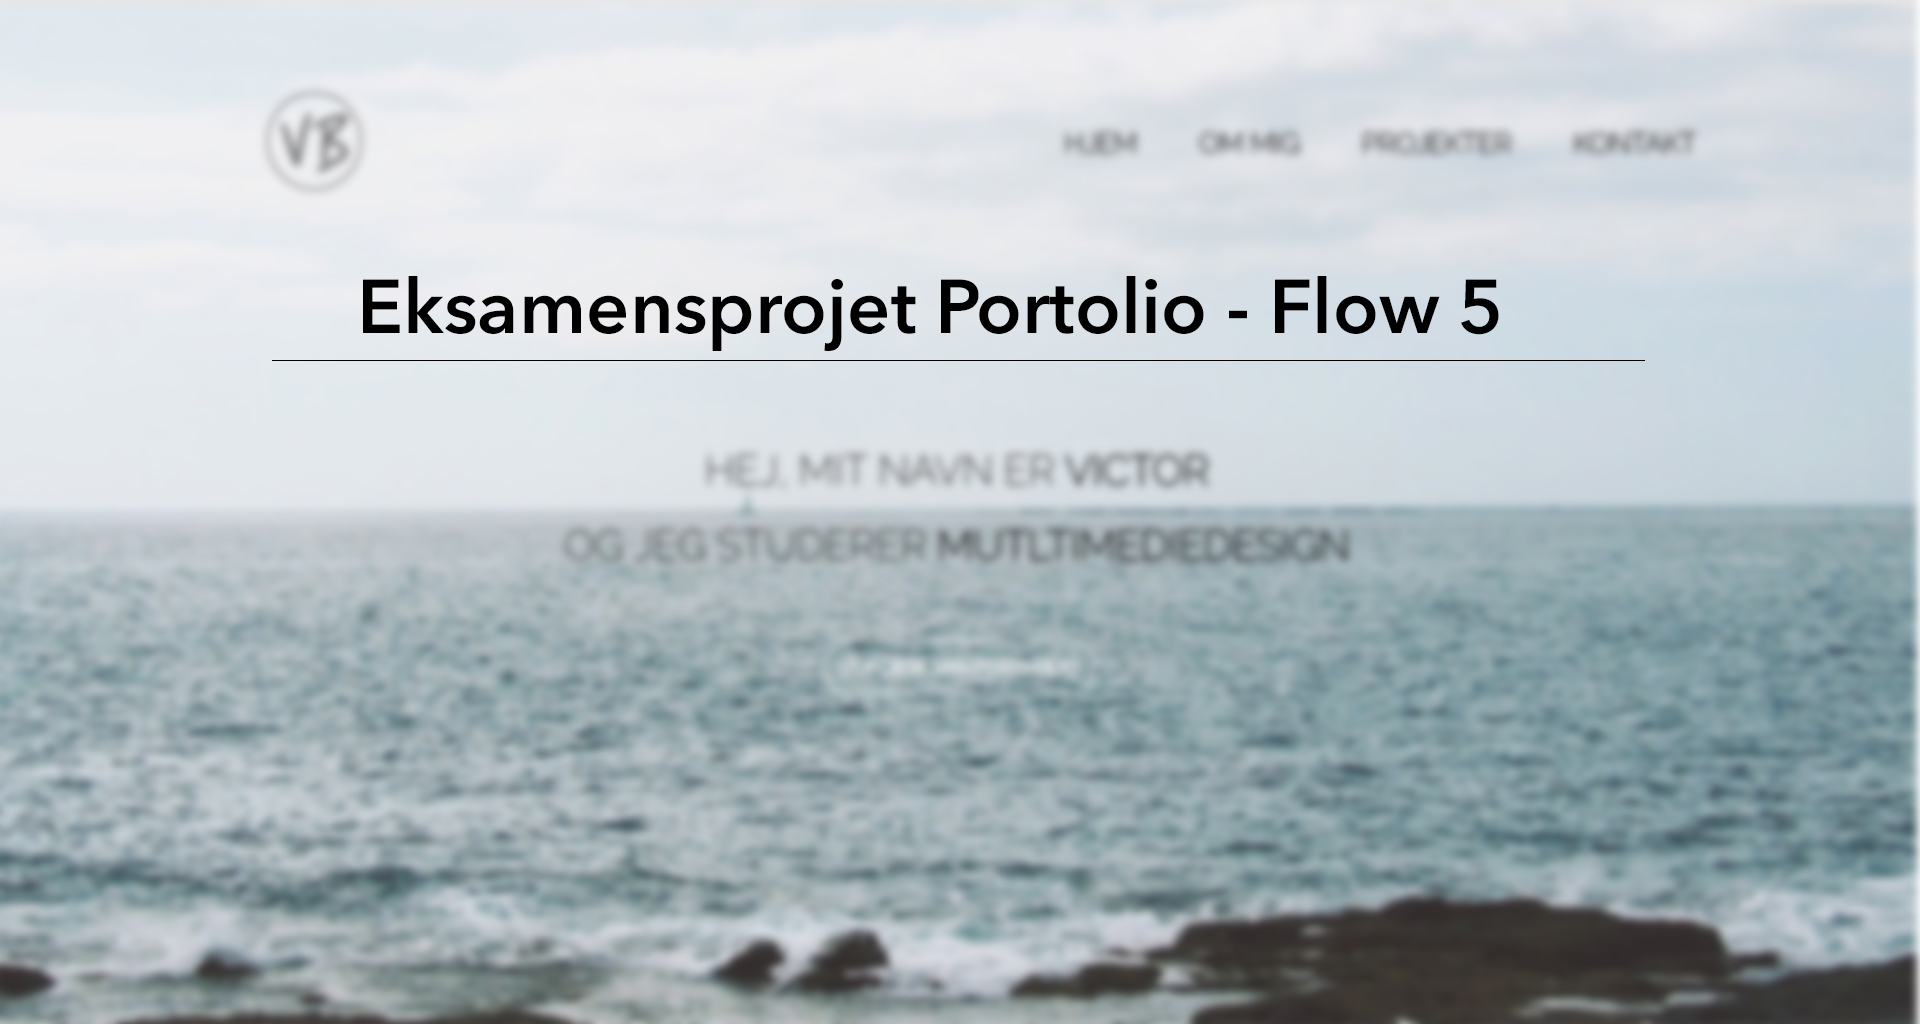 VB
HJEM OM MIG PROJEKTER KONTAKT
Eksamensprojet Portolio - Flow 5
HEJ, MIT NAVN ER VICTOR
OG JEG STUDERER MUTLTIMEDIEDESIGN